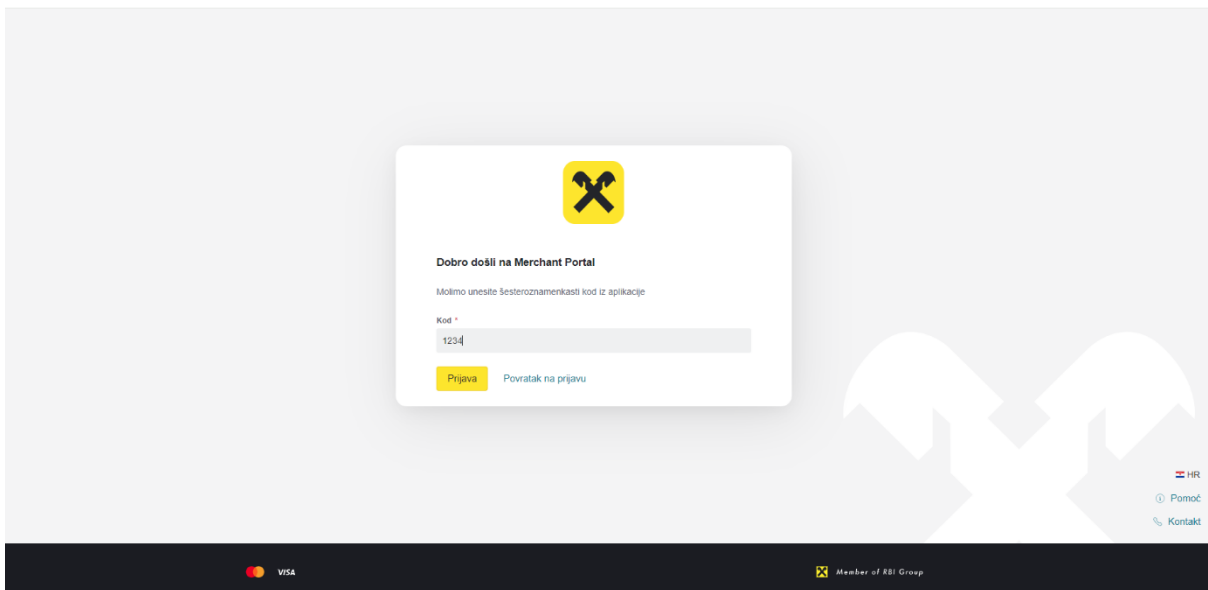 Dobro došli na Merchant Portal
Molimo unesite šesteroznamenkasti kod iz aplikacije
Kod *
1234
Prijava Povratak na prijavu
HR
Pomoć
Kontakt
VISA Member of RBI Group